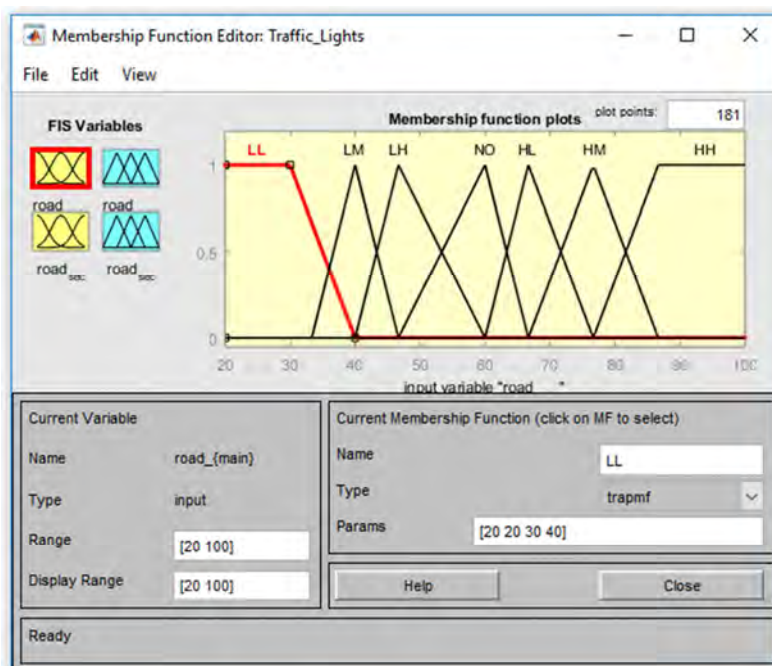 Membership Function Editor: Traffic_Lights
File Edit View
FIS Variables
Membership function plots
plot points:
181
LL LM LH NO HL HM HH
1
0.5
0
20 30 40 50 60 70 80 90 100
input variable "road "
road road
road sec road sec
Current Variable
Name road_{main}
Type input
Range [20 100]
Display Range [20 100]
Current Membership Function (click on MF to select)
Name LL
Type trapmf
Params [20 20 30 40]
Help Close
Ready